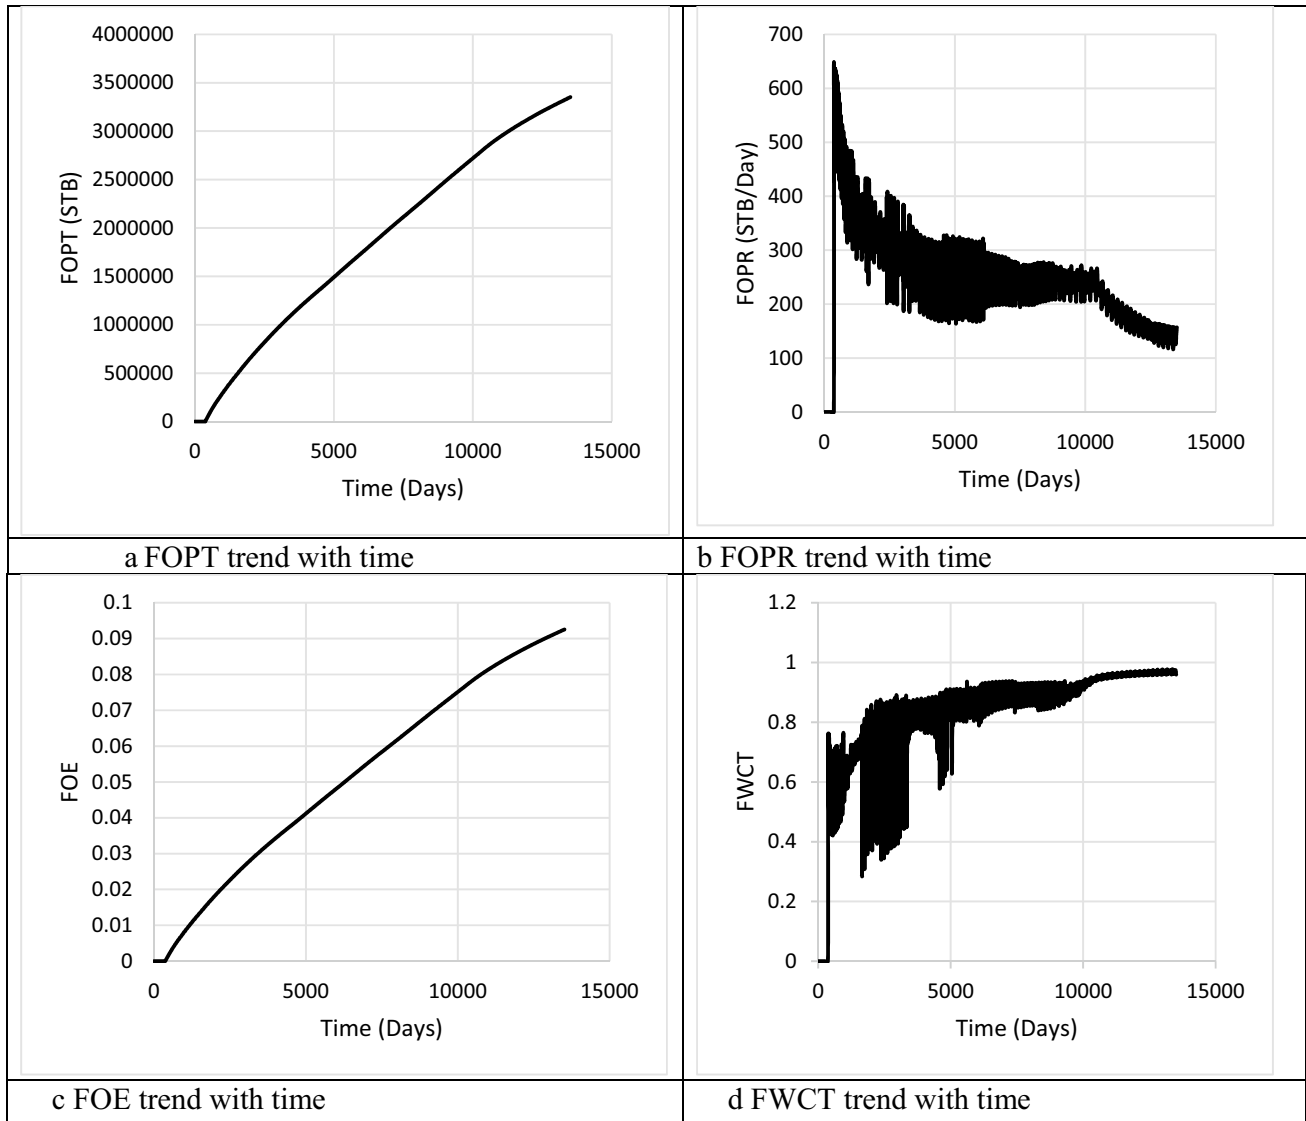 4000000
3500000
3000000
2500000
2000000
1500000
1000000
500000
0
FOPT (STB)
0 5000 10000 15000
Time (Days)
700
600
500
400
300
200
100
0
FOPR (STB/Day)
0 5000 10000 15000
Time (Days)
a FOPT trend with time
b FOPR trend with time
0.1
0.09
0.08
0.07
0.06
0.05
0.04
0.03
0.02
0.01
0
FOE
0 5000 10000 15000
Time (Days)
1.2
1
0.8
0.6
0.4
0.2
0
FWCT
0 5000 10000 15000
Time (Days)
c FOE trend with time
d FWCT trend with time